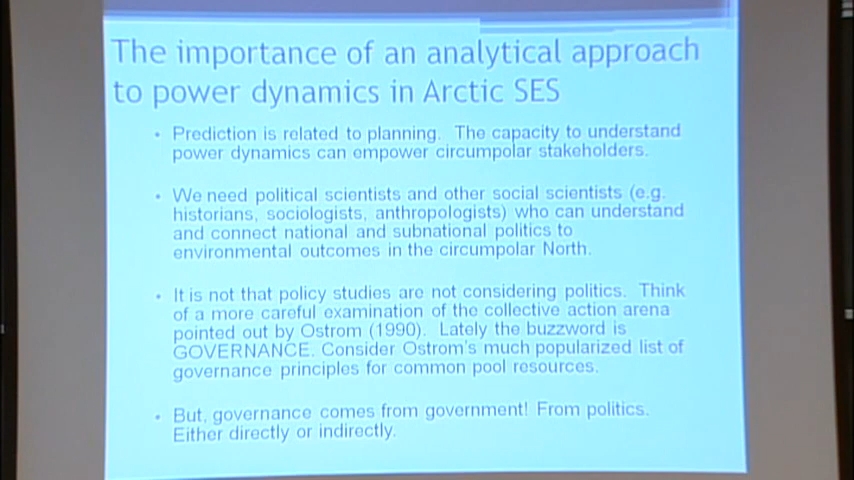 The importance of an analytical approach
to power dynamics in Arctic SES
• Prediction is related to planning. The capacity to understand
power dynamics can empower circumpolar stakeholders.
• We need political scientists and other social scientists (e.g.
historians, sociologists, anthropologists) who can understand
and connect national and subnational politics to
environmental outcomes in the circumpolar North.
• It is not that policy studies are not considering politics. Think
of a more careful examination of the collective action arena
pointed out by Ostrom (1990). Lately the buzzword is
GOVERNANCE. Consider Ostrom's much popularized list of
governance principles for common pool resources.
• But, governance comes from government! From politics.
Either directly or indirectly.